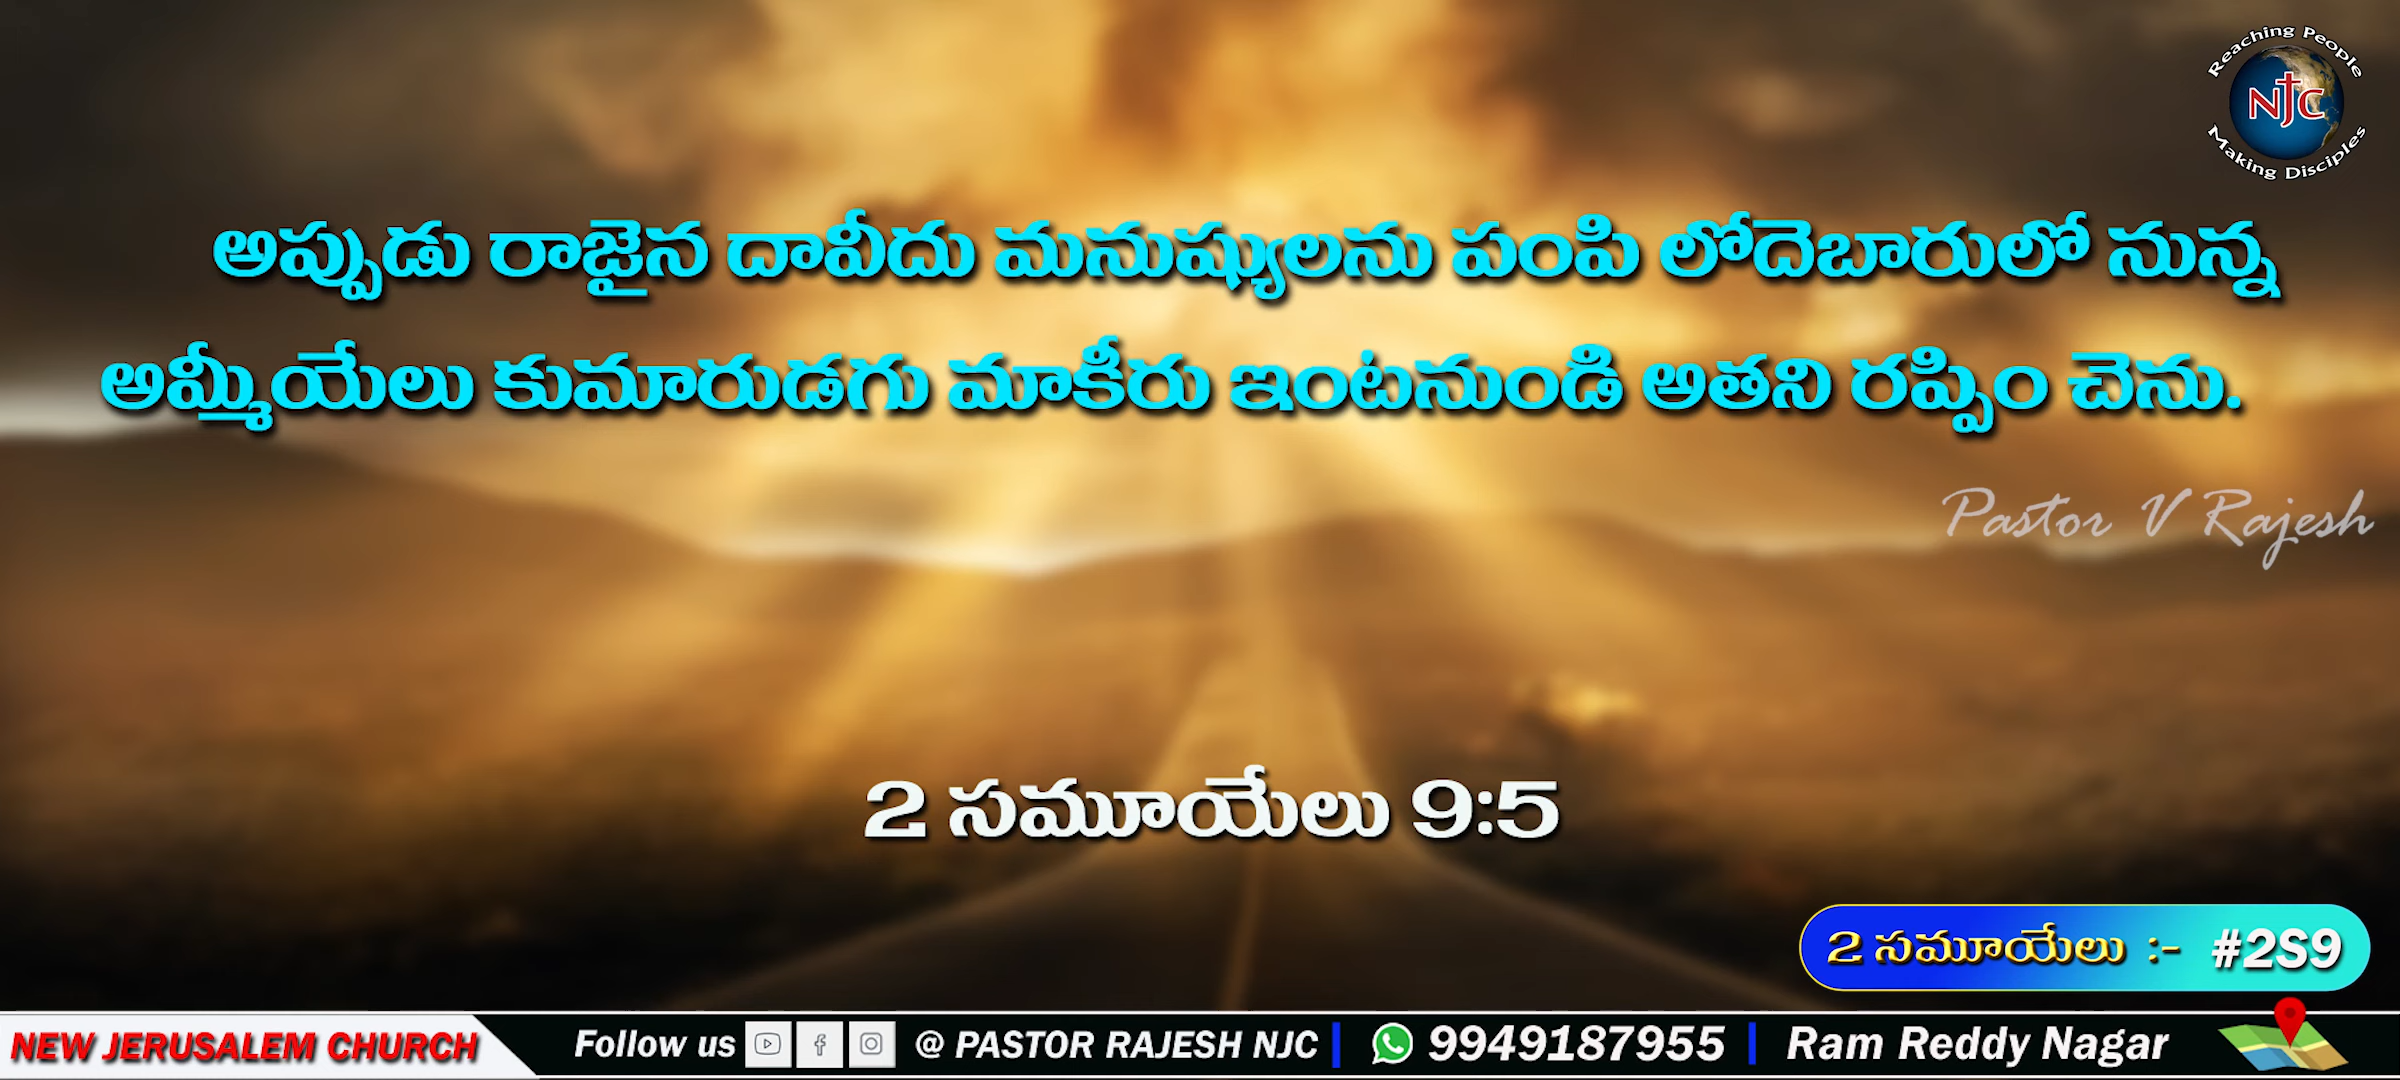 Reaching People
NJC
Making Disciples
అప్పుడు రాజైన దావీదు మనుష్యులను పంపి లోదెబారులో నున్న
అమ్మీయేలు కుమారుడగు మాకీరు ఇంటనుండి అతని రప్పిం చెను.
Pastor V Rajesh
2 సమూయేలు 9:5
2 సమూయేలు :- #2S9
NEW JERUSALEM CHURCH Follow us @ PASTOR RAJESH NJC 9949187955 Ram Reddy Nagar